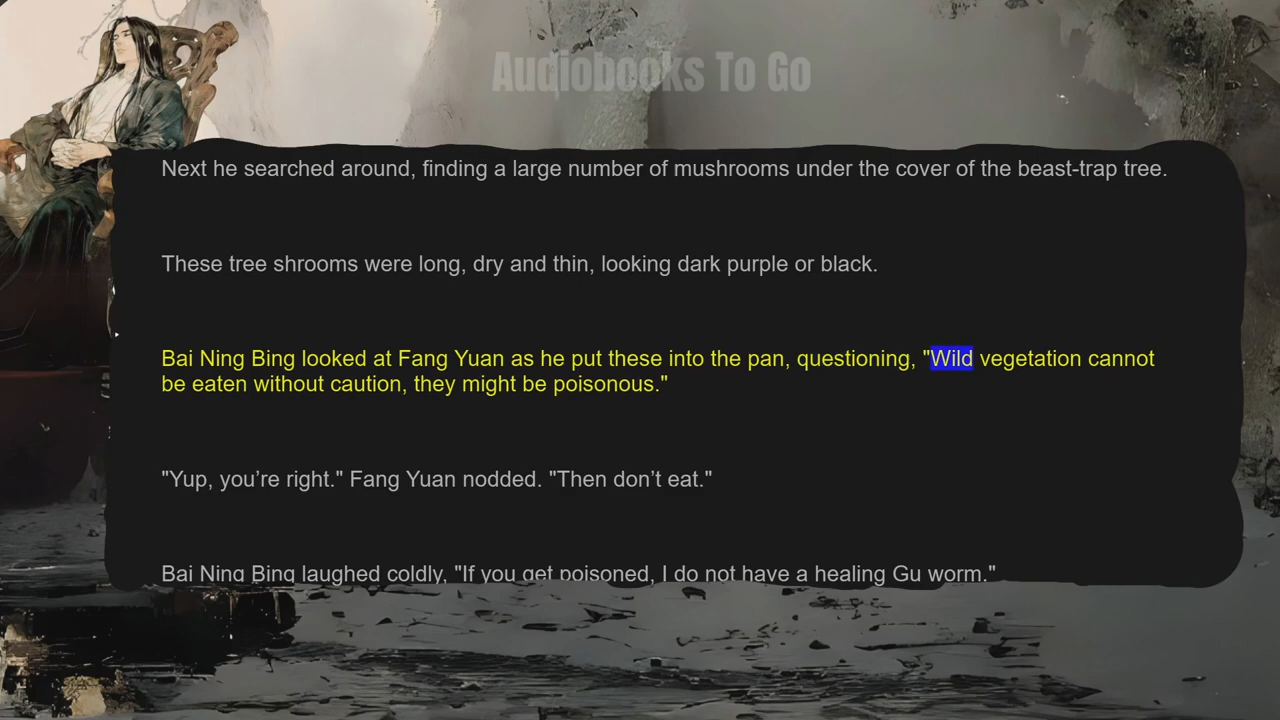 Audiobooks To Go
Next he searched around, finding a large number of mushrooms under the cover of the beast-trap tree.
These tree shrooms were long, dry and thin, looking dark purple or black.
Bai Ning Bing looked at Fang Yuan as he put these into the pan, questioning, "Wild vegetation cannot
be eaten without caution, they might be poisonous."
"Yup, you’re right." Fang Yuan nodded. "Then don’t eat."
Bai Ning Bing laughed coldly, "If you get poisoned, I do not have a healing Gu worm."